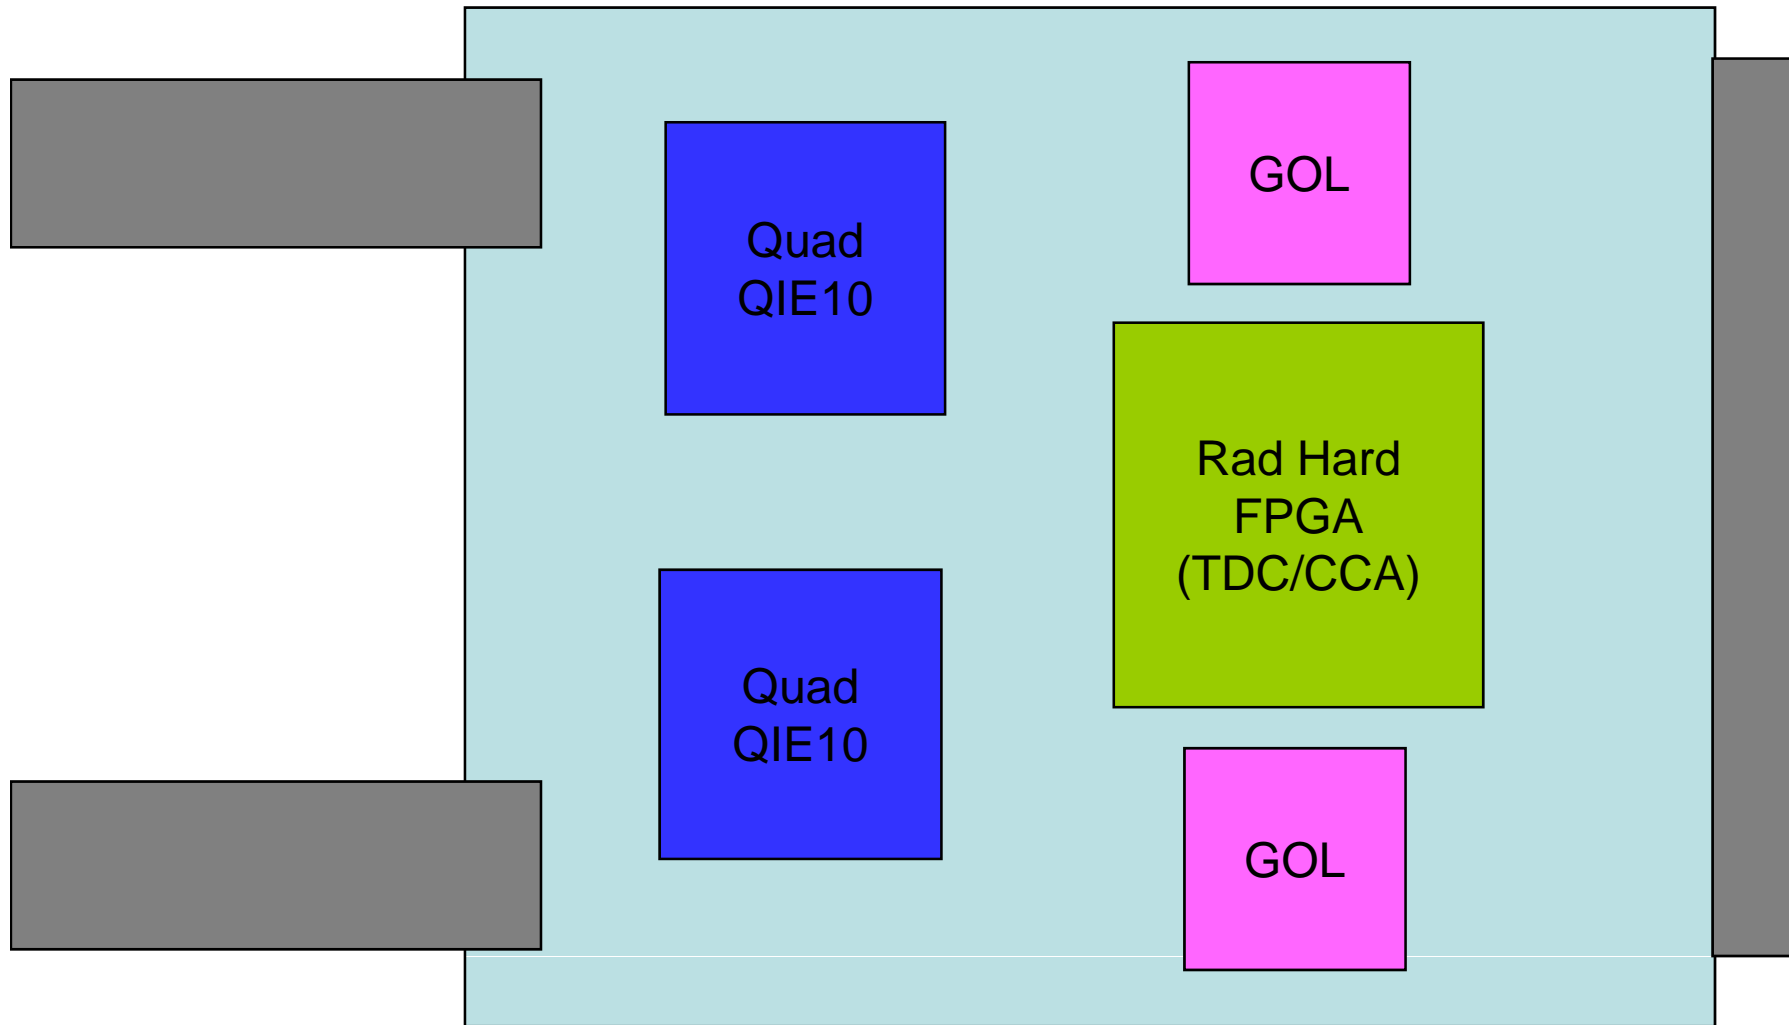 Quad
QIE10
GOL
Rad Hard
FPGA
(TDC/CCA)
Quad
QIE10
GOL